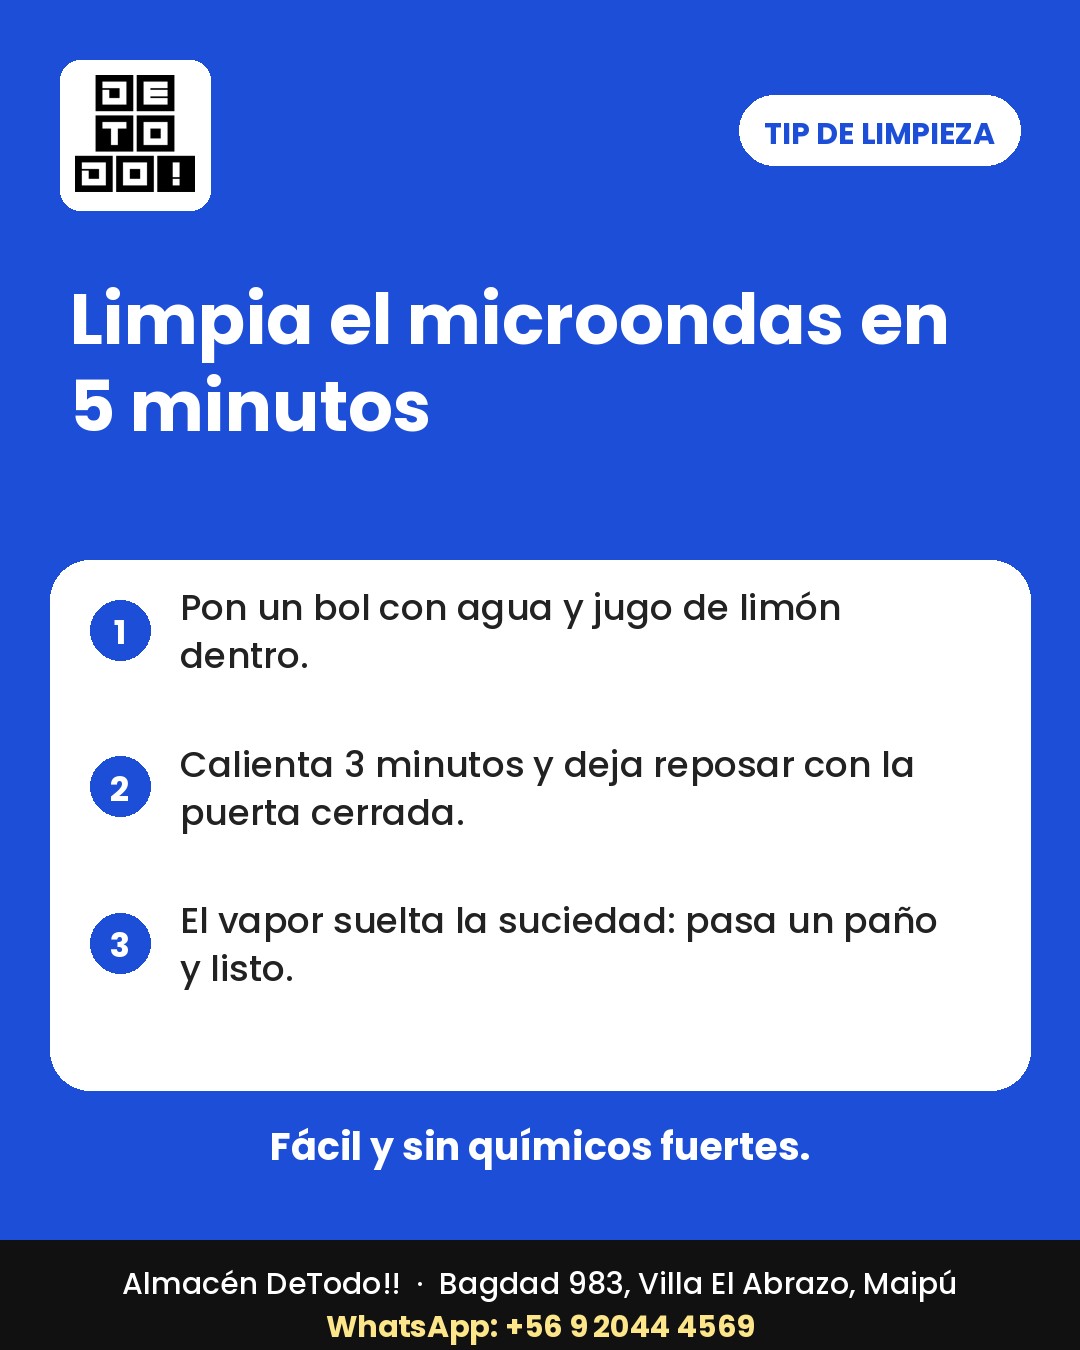 DE
TO
DO!
TIP DE LIMPIEZA
Limpia el microondas en
5 minutos
1 Pon un bol con agua y jugo de limón
dentro.
2 Calienta 3 minutos y deja reposar con la
puerta cerrada.
3 El vapor suelta la suciedad: pasa un paño
y listo.
Fácil y sin químicos fuertes.
Almacén DeTodo!! · Bagdad 983, Villa El Abrazo, Maipú
WhatsApp: +56 9 2044 4569